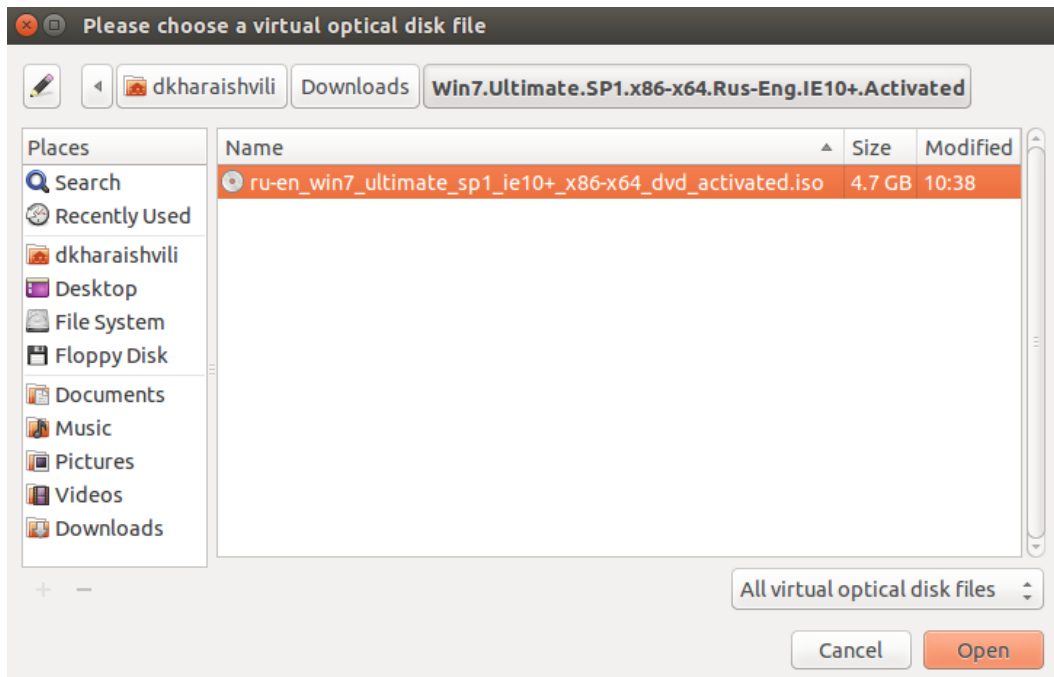 Please choose a virtual optical disk file
dkharaishvili Downloads Win7.Ultimate.SP1.x86-x64.Rus-Eng.IE10+.Activated
Places
Search
Recently Used
dkharaishvili
Desktop
File System
Floppy Disk
Documents
Music
Pictures
Videos
Downloads
Name Size Modified
ru-en_win7_ultimate_sp1_ie10+_x86-x64_dvd_activated.iso 4.7 GB 10:38
All virtual optical disk files
Cancel Open